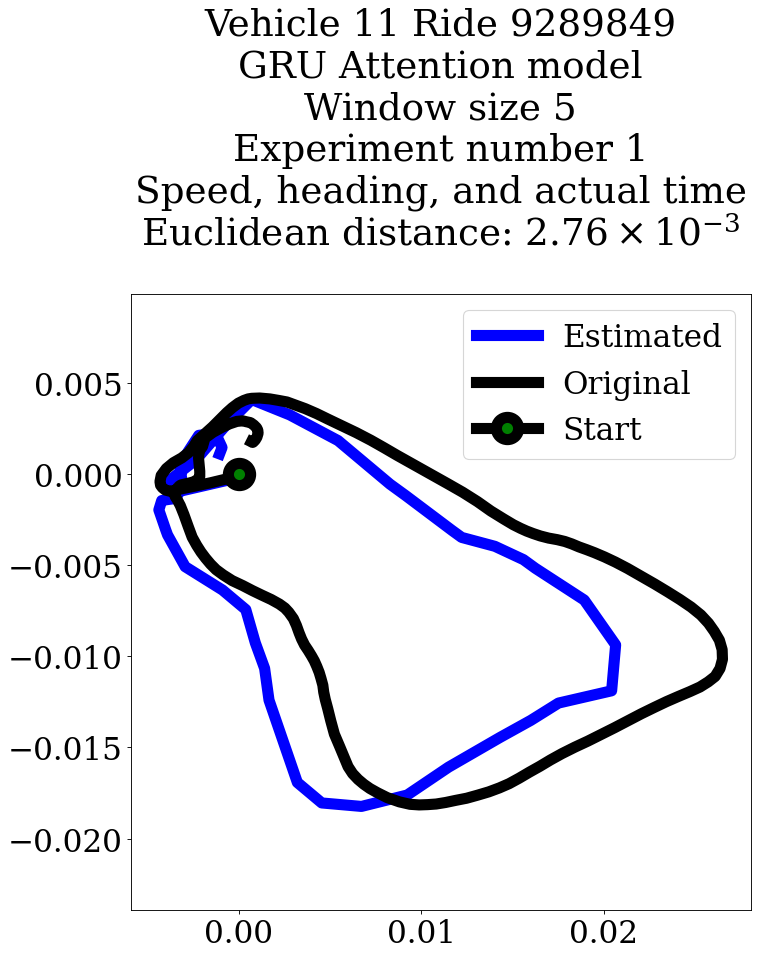 Vehicle 11 Ride 9289849
GRU Attention model
Window size 5
Experiment number 1
Speed, heading, and actual time
Euclidean distance: 2.76 × 10⁻³
Estimated
Original
Start
0.005
0.000
−0.005
−0.010
−0.015
−0.020
0.00 0.01 0.02